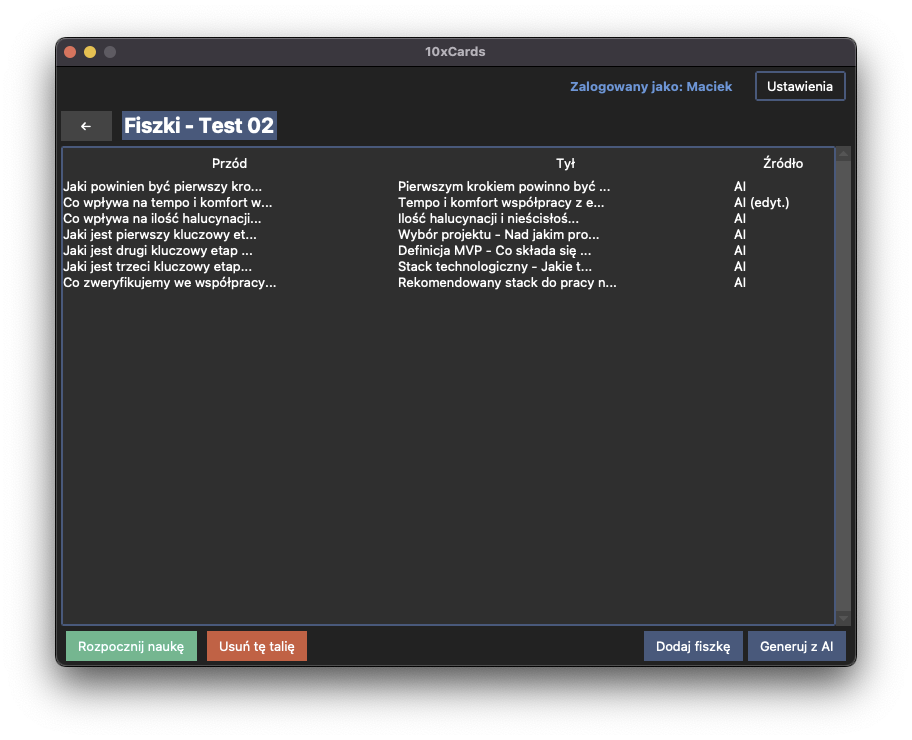 10xCards
Zalogowany jako: Maciek Ustawienia
← Fiszki - Test 02
Przód Tył Źródło
Jaki powinien być pierwszy kro... Pierwszym krokiem powinno być ... AI
Co wpływa na tempo i komfort w... Tempo i komfort współpracy z e... AI (edyt.)
Co wpływa na ilość halucynacji... Ilość halucynacji i nieścisłoś... AI
Jaki jest pierwszy kluczowy et... Wybór projektu - Nad jakim pro... AI
Jaki jest drugi kluczowy etap ... Definicja MVP - Co składa się ... AI
Jaki jest trzeci kluczowy etap... Stack technologiczny - Jakie t... AI
Co zweryfikujemy we współpracy... Rekomendowany stack do pracy n... AI
Rozpocznij naukę Usuń tę talię Dodaj fiszkę Generuj z AI